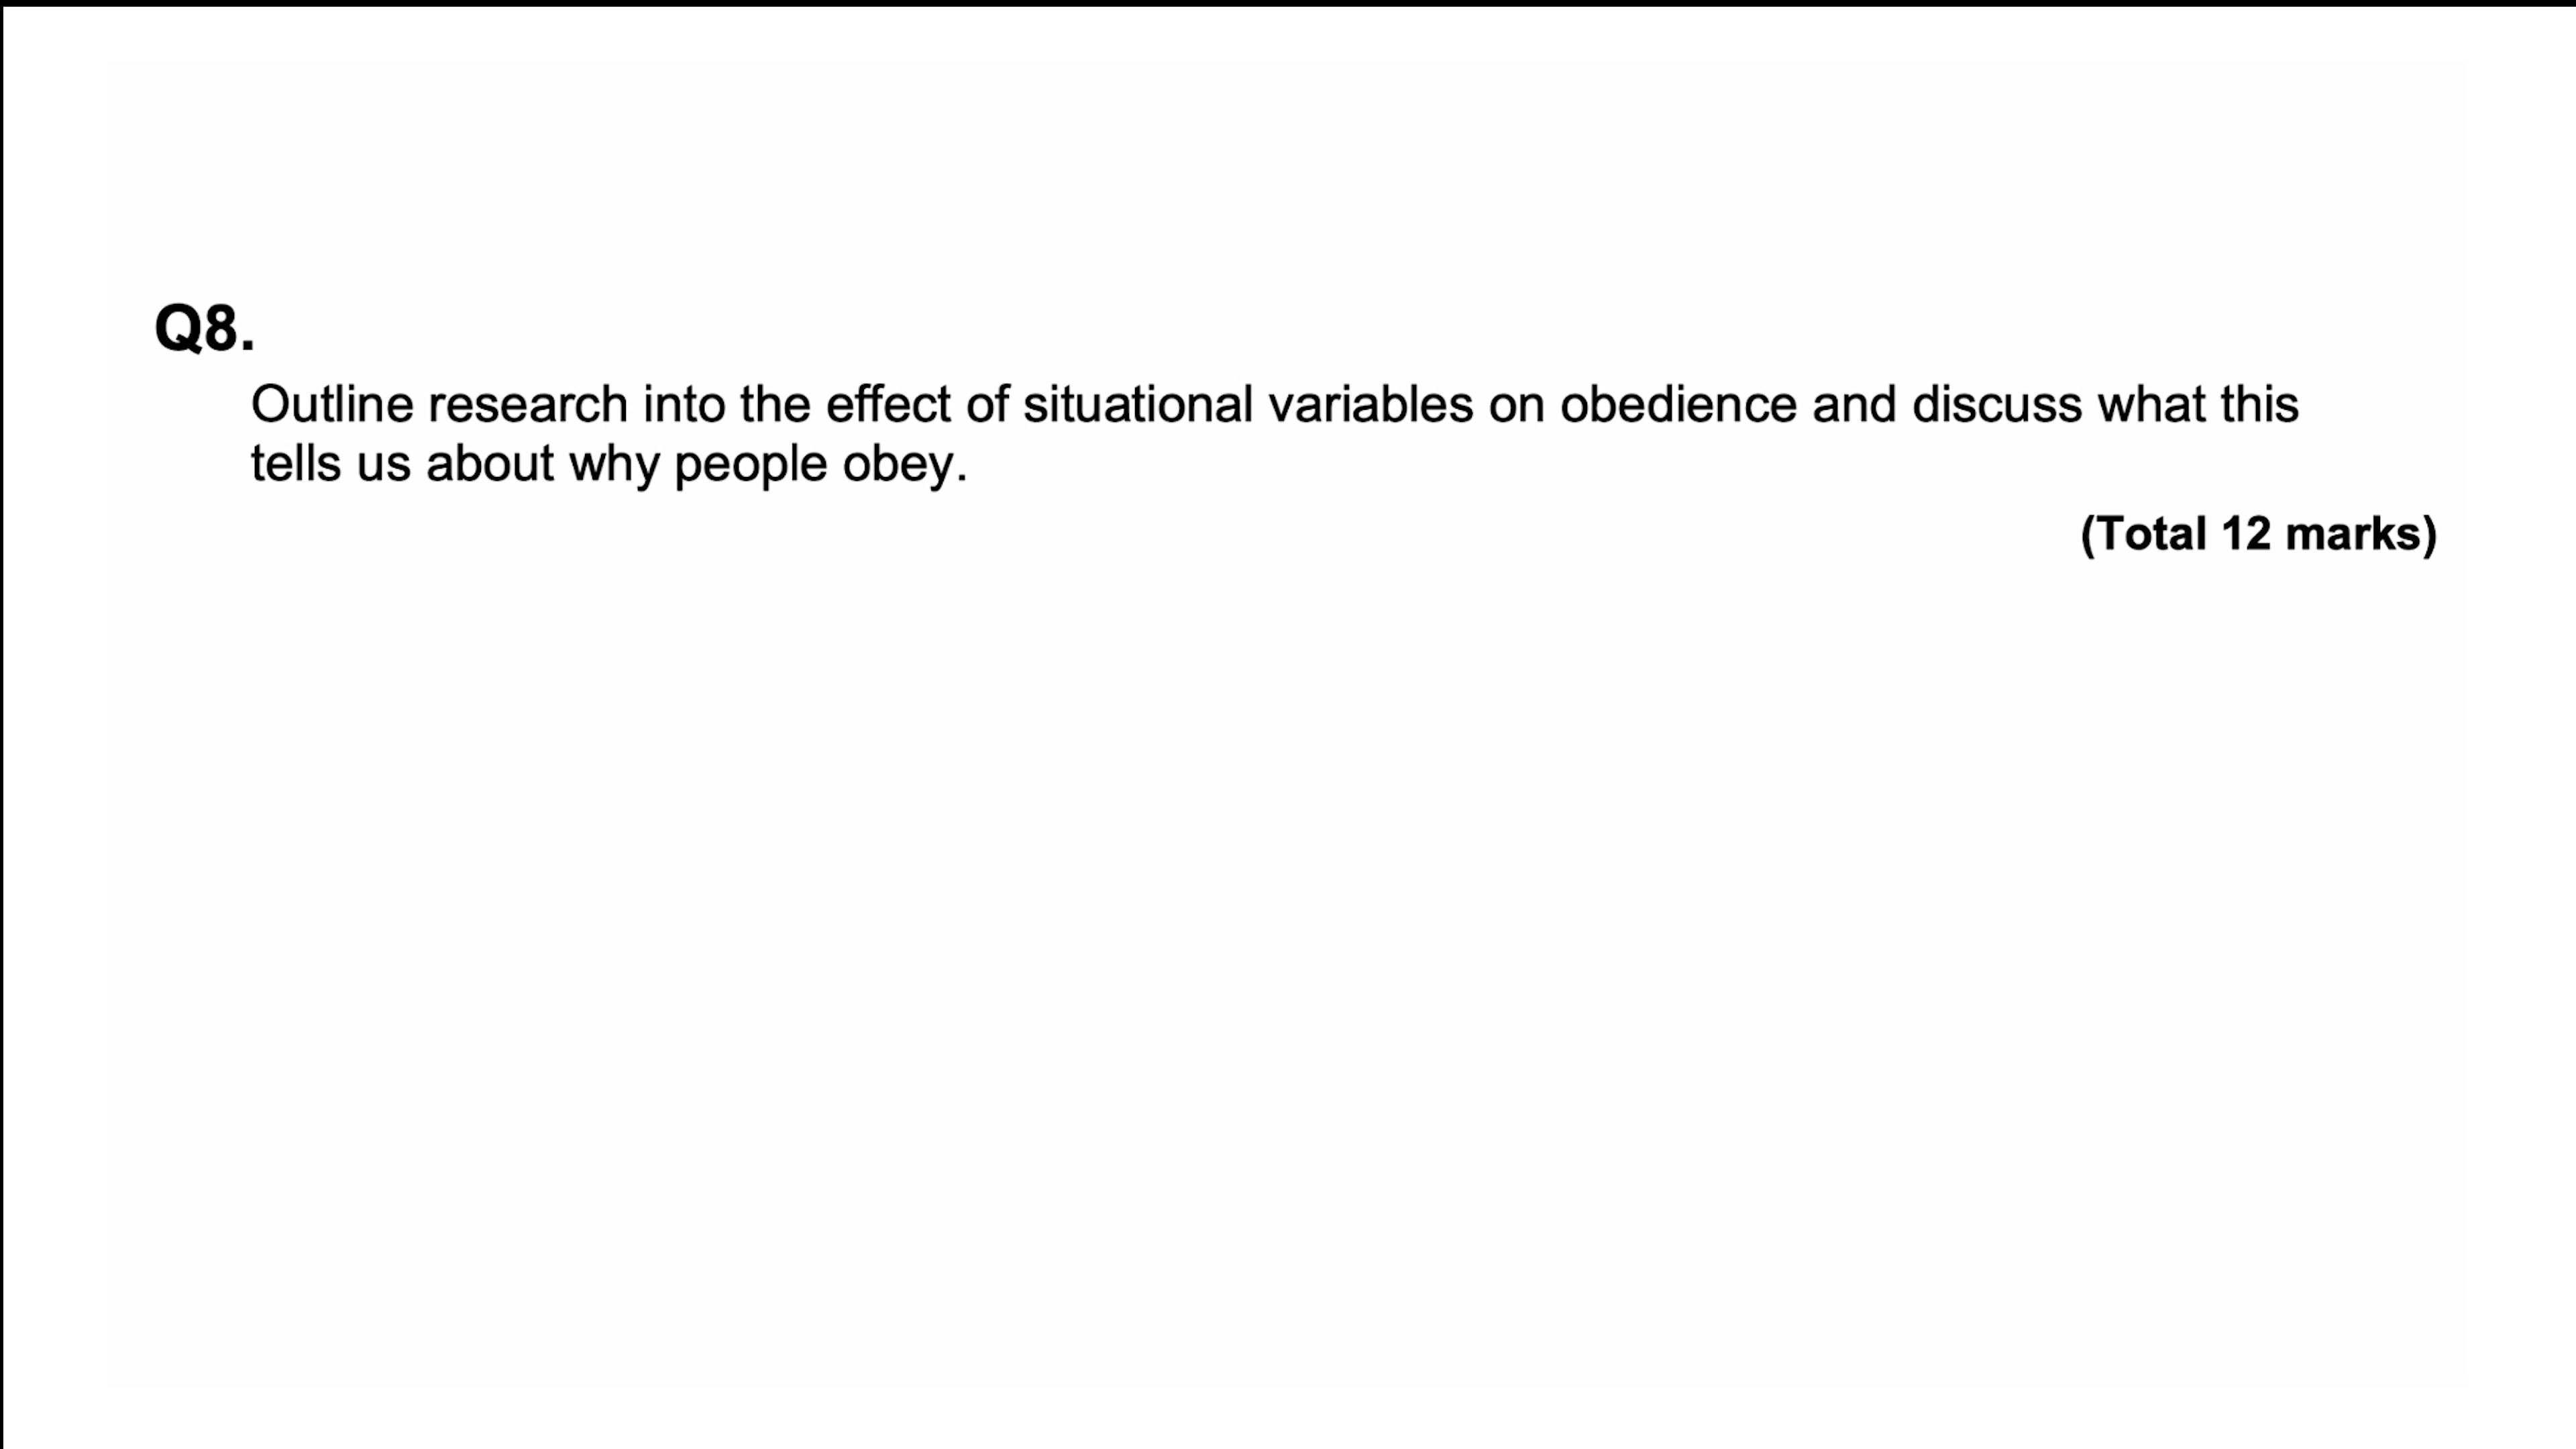 Q8.
Outline research into the effect of situational variables on obedience and discuss what this
tells us about why people obey.
(Total 12 marks)